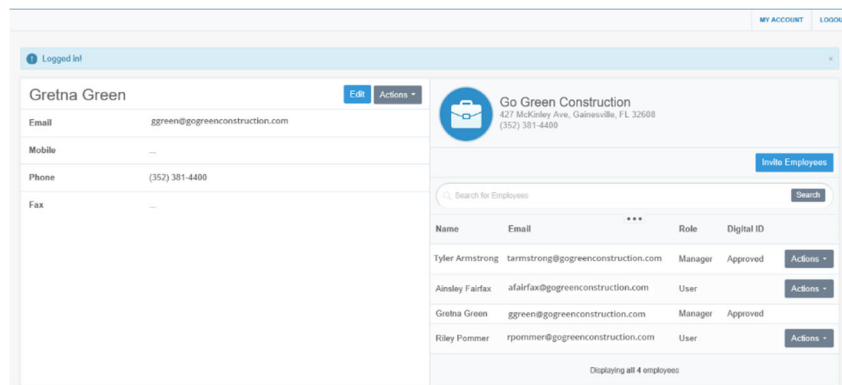 MY ACCOUNT LOGOU
Logged in!
Gretna Green Edit Actions
Email ggreen@gogreenconstruction.com
Mobile ...
Phone (352) 381-4400
Fax ...
Go Green Construction
427 McKinley Ave, Gainesville, FL 32608
(352) 381-4400
Invite Employees
Search for Employees Search
Name Email Role Digital ID
Tyler Armstrong tarmstrong@gogreenconstruction.com Manager Approved Actions
Ainsley Fairfax afairfax@gogreenconstruction.com User Actions
Gretna Green ggreen@gogreenconstruction.com Manager Approved
Riley Pommer rpommer@gogreenconstruction.com User Actions
Displaying all 4 employees